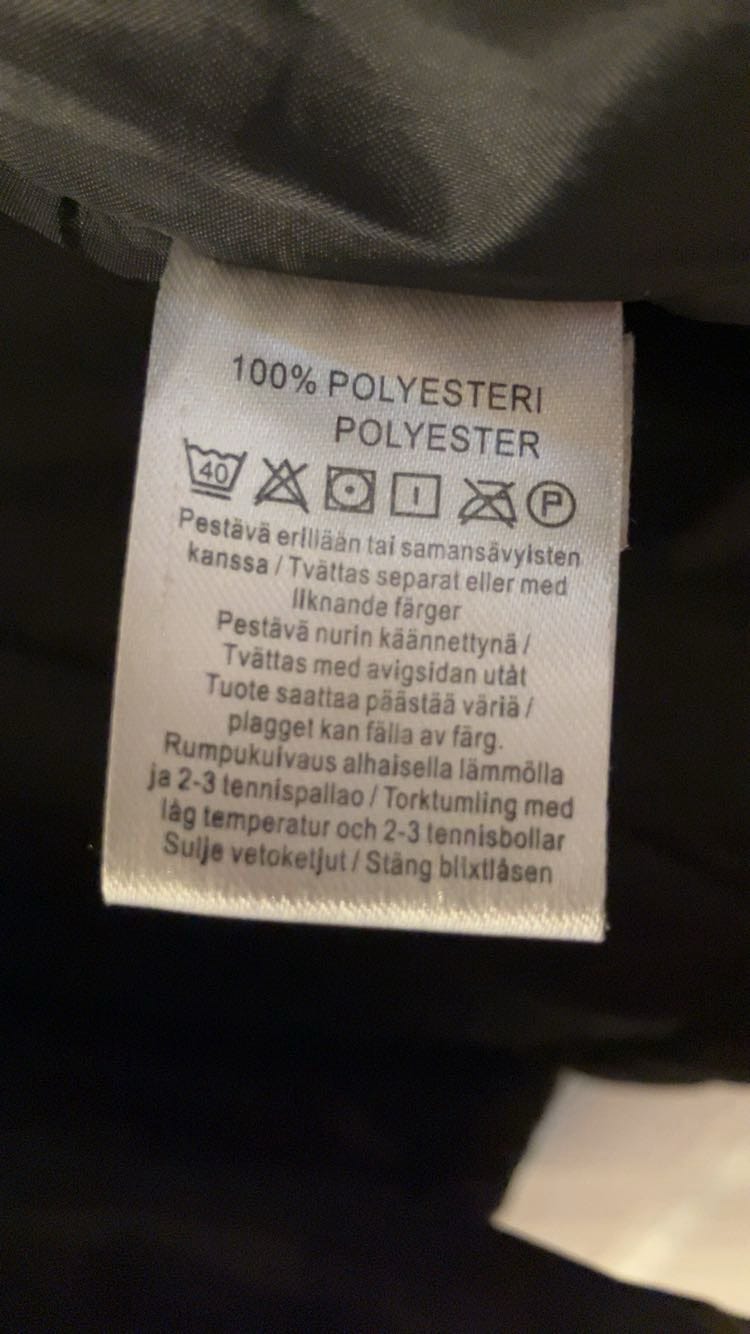 100% POLYESTERI
POLYESTER
40 P
Pestävä erillään tai samansävyisten
kanssa / Tvättas separat eller med
liknande färger
Pestävä nurin käännettynä /
Tvättas med avigsidan utåt
Tuote saattaa päästää väriä /
plagget kan fälla av färg.
Rumpukuivaus alhaisella lämmöllä
ja 2-3 tennispallao / Torktumling med
låg temperatur och 2-3 tennisbollar
Sulje vetoketjut / Stäng blixtlåsen